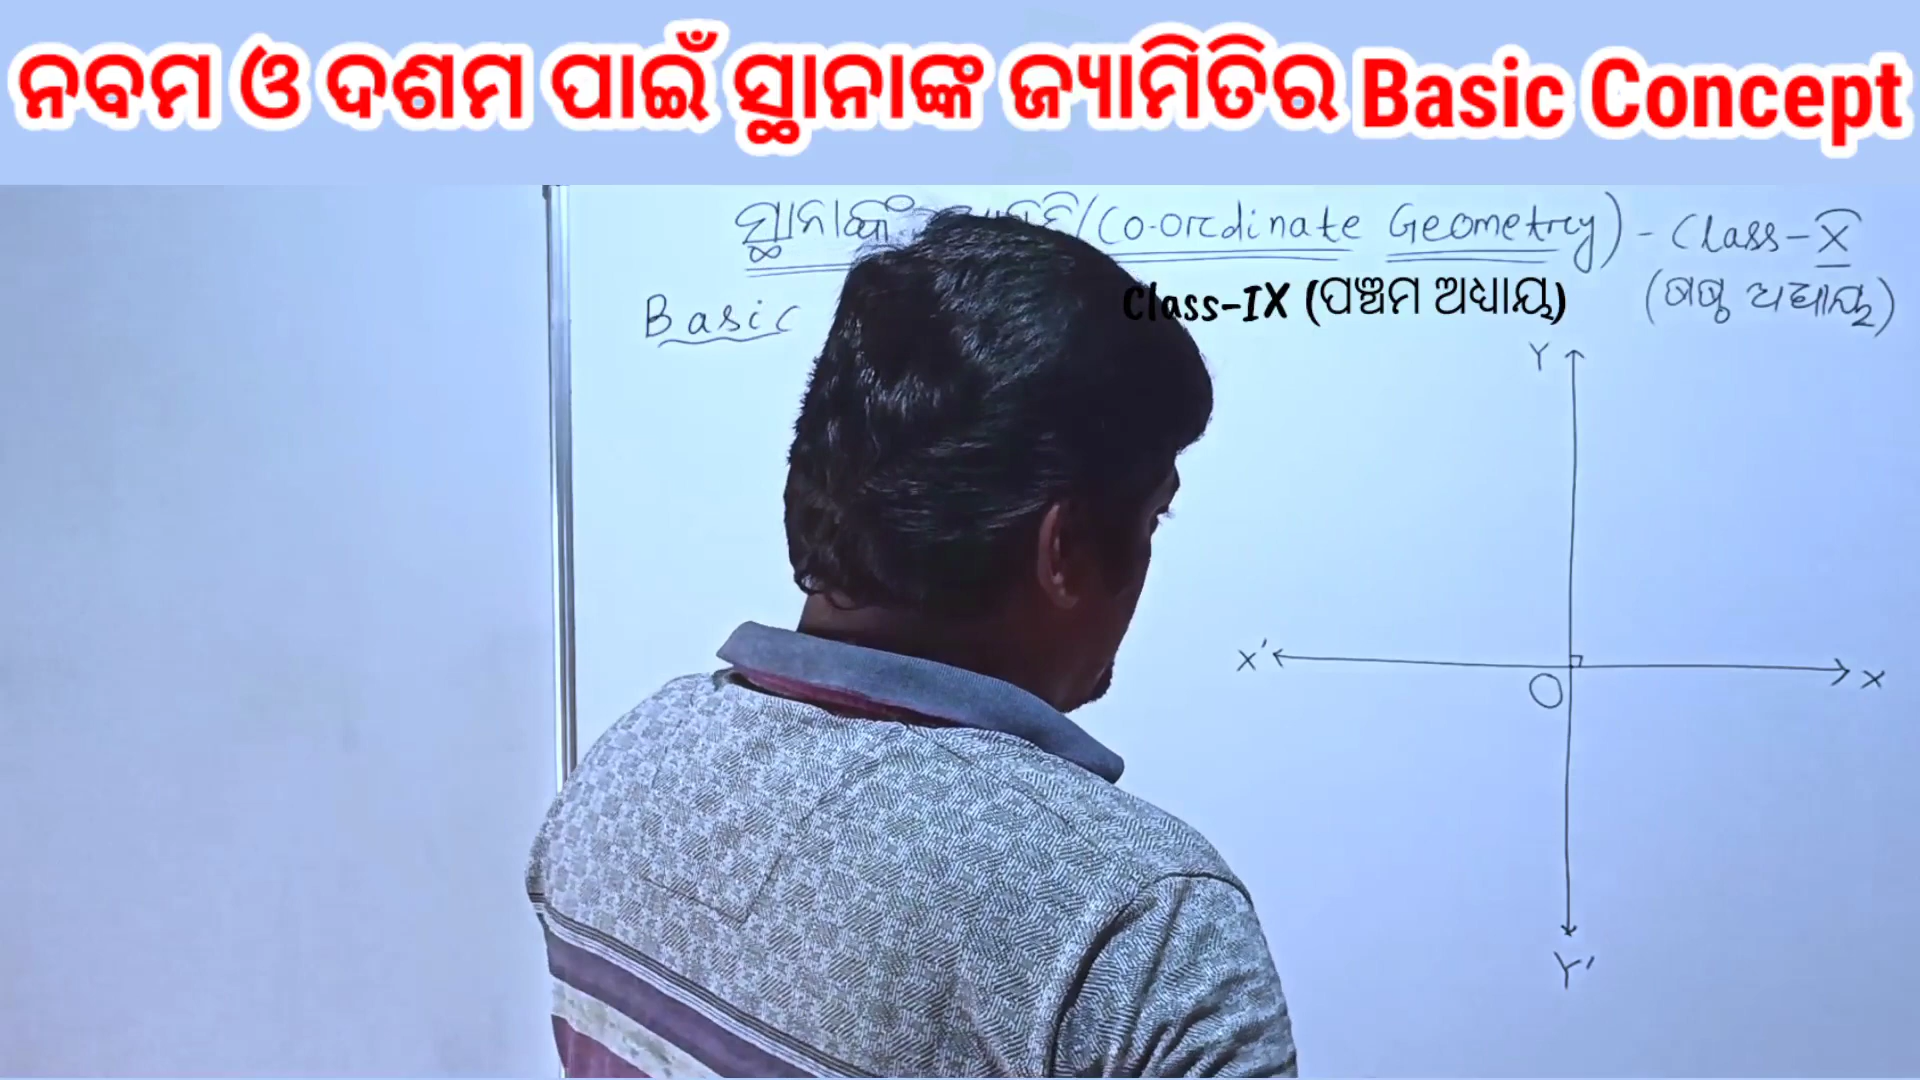 ନବମ ଓ ଦଶମ ପାଇଁ ସ୍ଥାନାଙ୍କ ଜ୍ୟାମିତିର Basic Concept
ସ୍ଥାନାଙ୍କ /(Co-ordinate Geometry) - Class-X
Basic Class-IX (ପଞ୍ଚମ ଅଧ୍ୟାୟ) (ଷଷ୍ଠ ଅଧ୍ୟାୟ)
Y
X' X
O
Y'